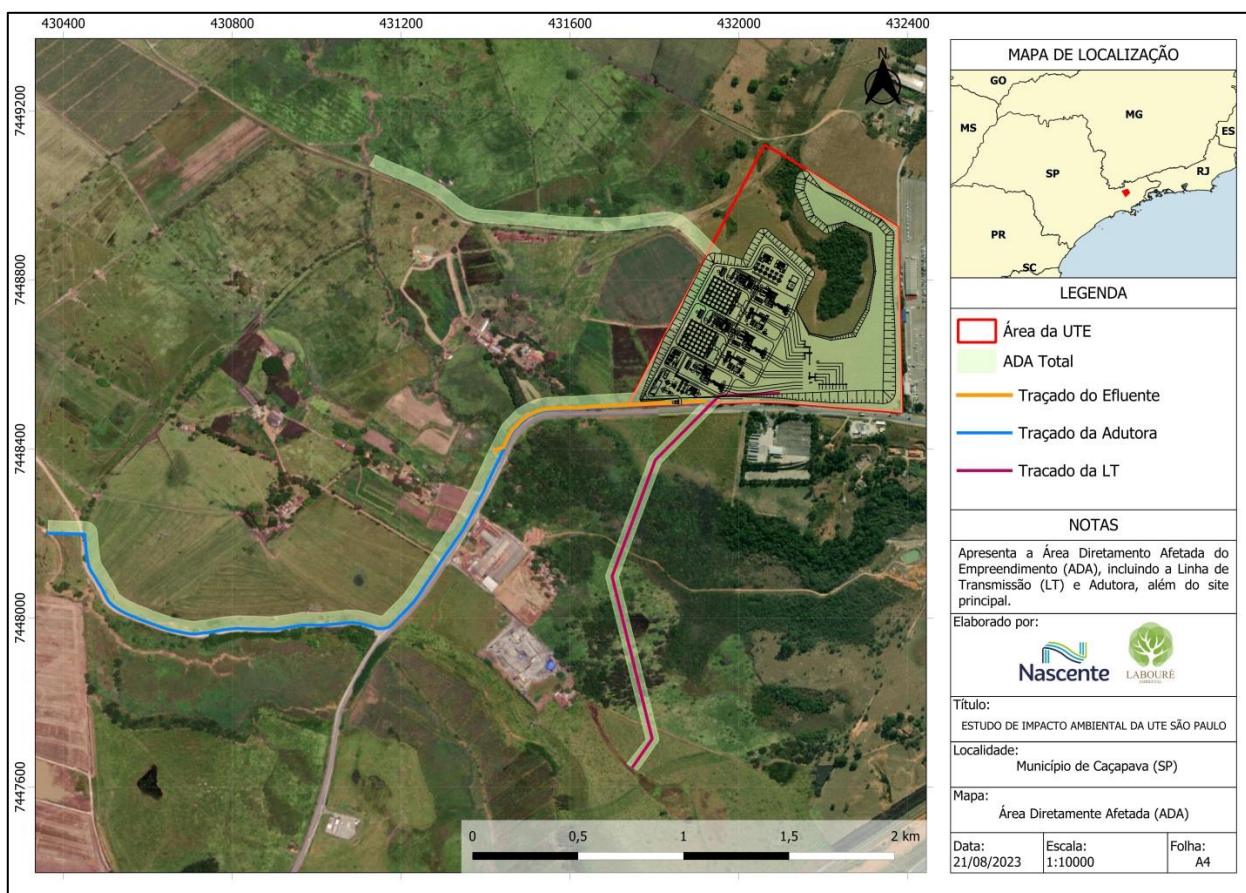 430400
430800
431200
431600
432000
432400
7449200
7448800
7448400
7448000
7447600
N
0
0,5
1
1,5
2 km
MAPA DE LOCALIZAÇÃO
GO
MG
MS
ES
SP
RJ
PR
SC
LEGENDA
Área da UTE
ADA Total
Traçado do Efluente
Traçado da Adutora
Tracado da LT
NOTAS
Apresenta a Área Diretamento Afetada do
Empreendimento (ADA), incluindo a Linha de
Transmissão (LT) e Adutora, além do site
principal.
Elaborado por:
Nascente
LABOURÉ
AMBIENTAL
Título:
ESTUDO DE IMPACTO AMBIENTAL DA UTE SÃO PAULO
Localidade:
Município de Caçapava (SP)
Mapa:
Área Diretamente Afetada (ADA)
Data:
21/08/2023
Escala:
1:10000
Folha:
A4